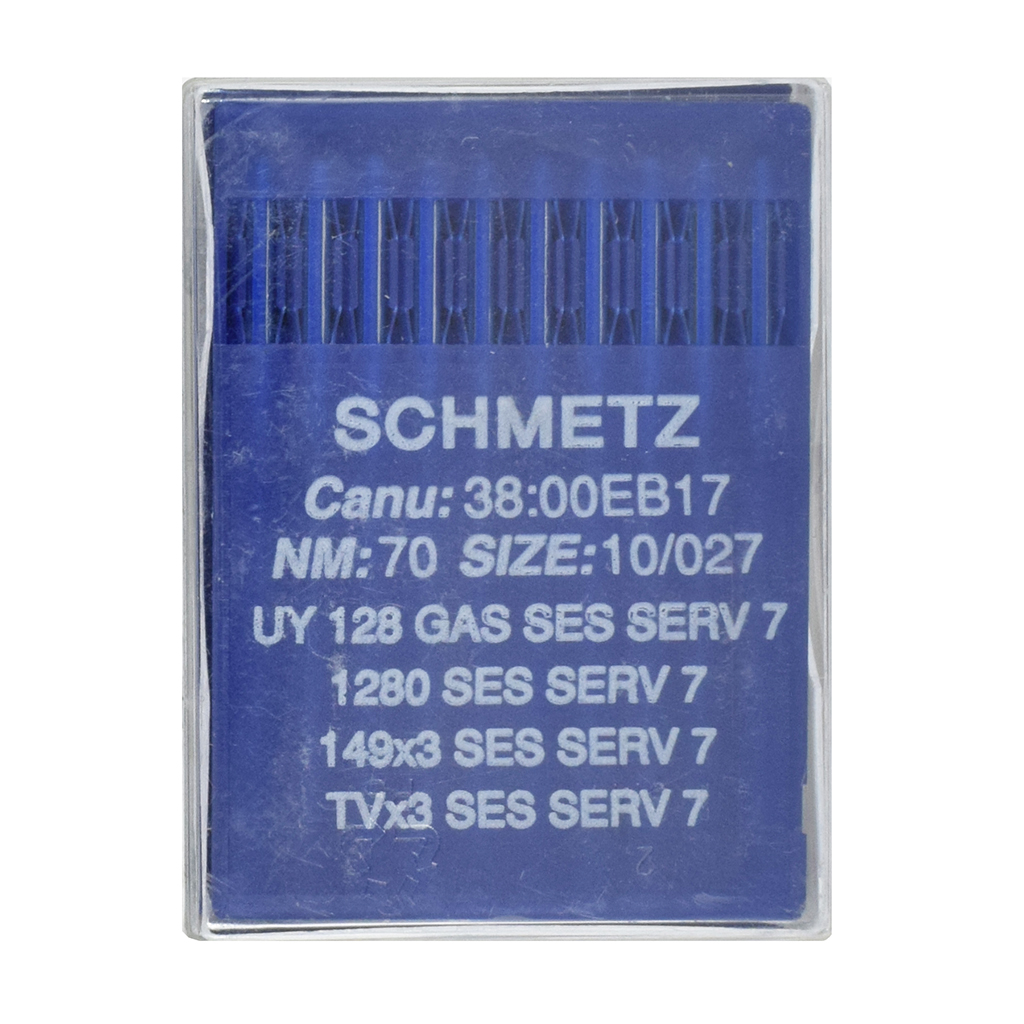 SCHMETZ
Canu: 38:00EB17
NM: 70 SIZE: 10/027
UY 128 GAS SES SERV 7
1280 SES SERV 7
149x3 SES SERV 7
TVx3 SES SERV 7
2